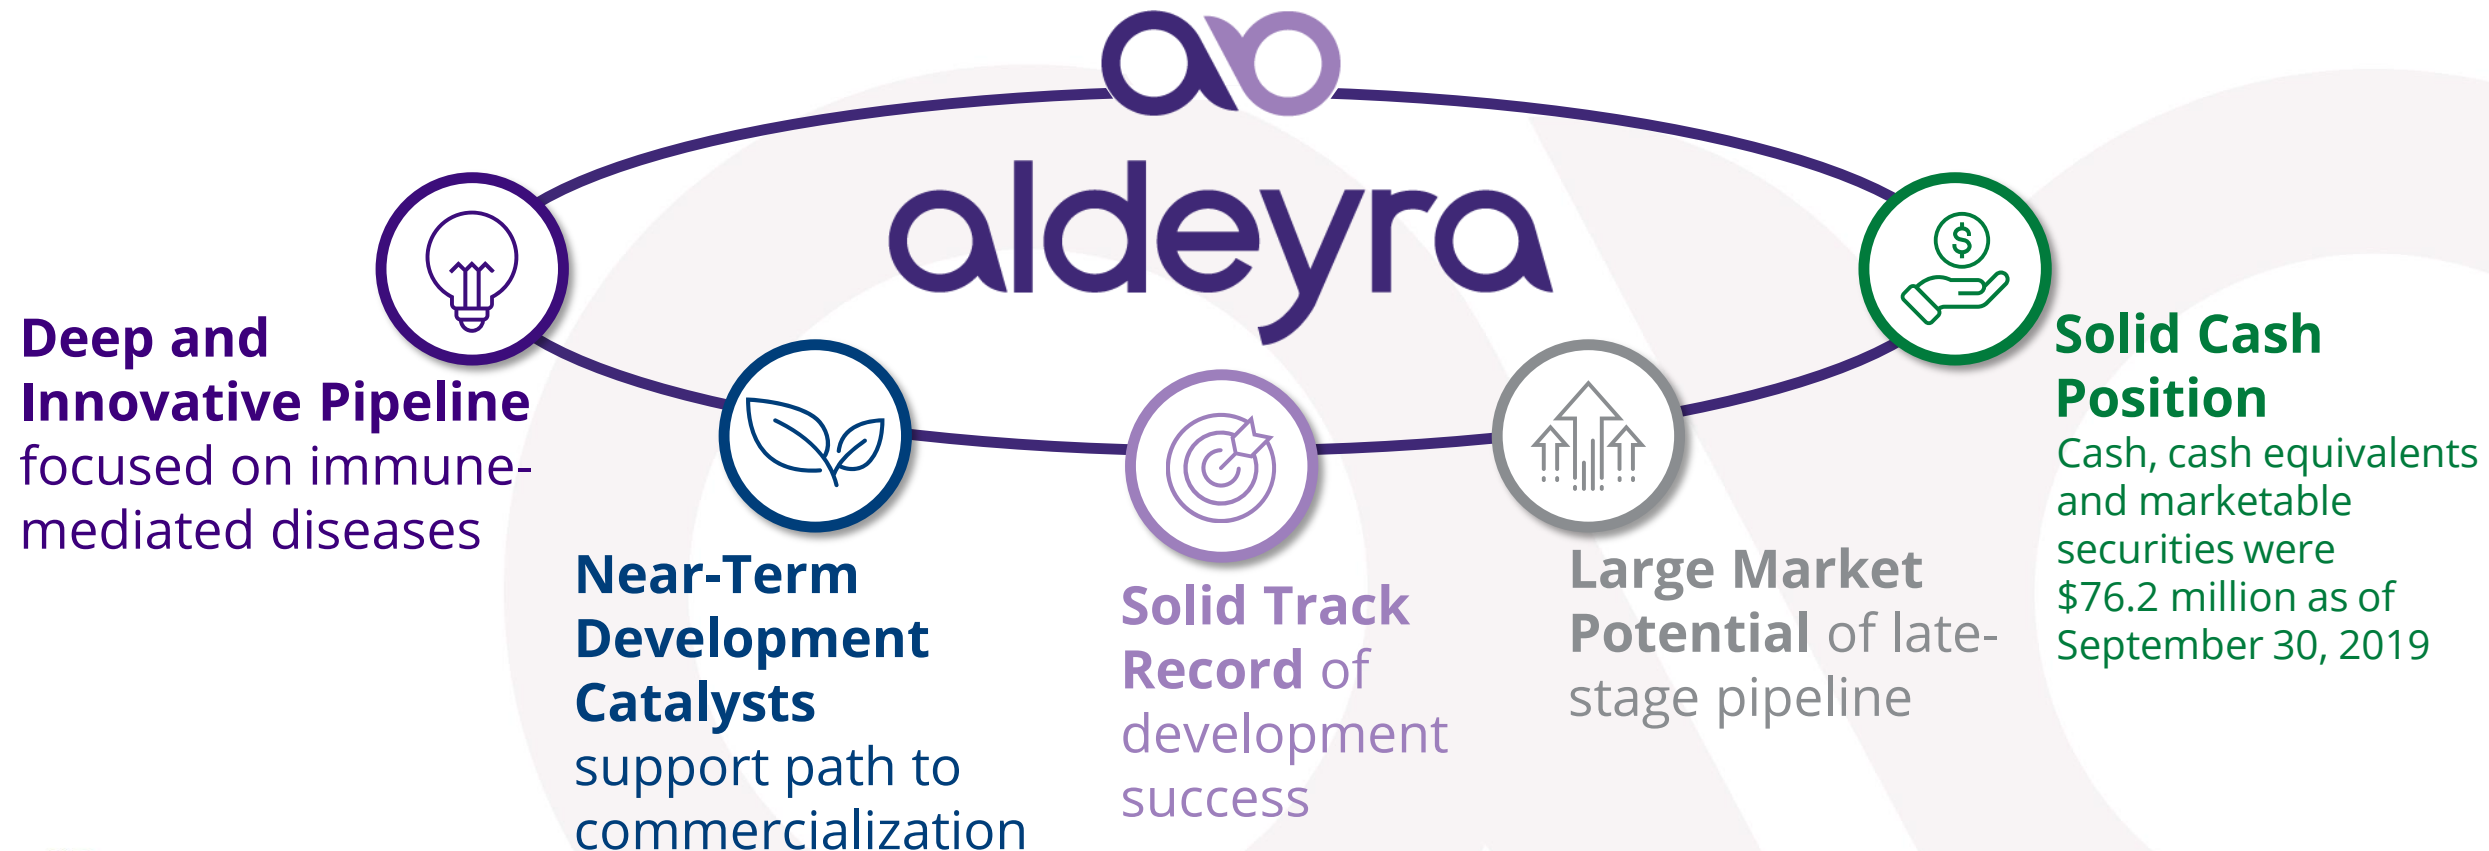 aldeyra
Deep and
Innovative Pipeline
focused on immune-
mediated diseases
Near-Term
Development
Catalysts
support path to
commercialization
Solid Track
Record of
development
success
Large Market
Potential of late-
stage pipeline
$
Solid Cash
Position
Cash, cash equivalents
and marketable
securities were
$76.2 million as of
September 30, 2019